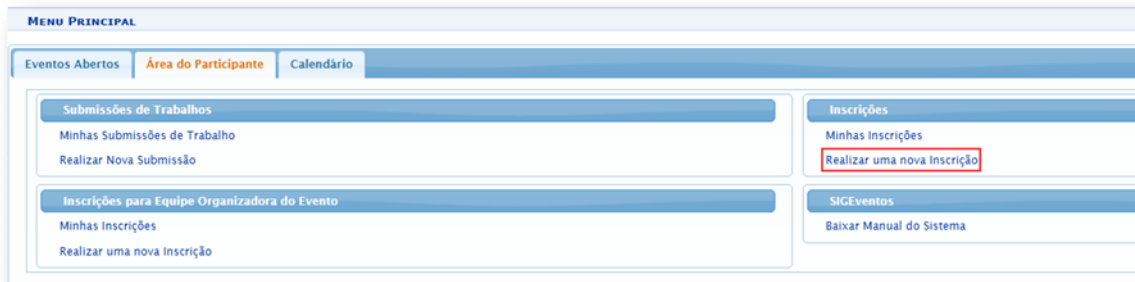 MENU PRINCIPAL
Eventos Abertos
Área do Participante
Calendário
Submissões de Trabalhos
Minhas Submissões de Trabalho
Realizar Nova Submissão
Inscrições
Minhas Inscrições
Realizar uma nova Inscrição
Inscrições para Equipe Organizadora do Evento
Minhas Inscrições
Realizar uma nova Inscrição
SIGEventos
Baixar Manual do Sistema